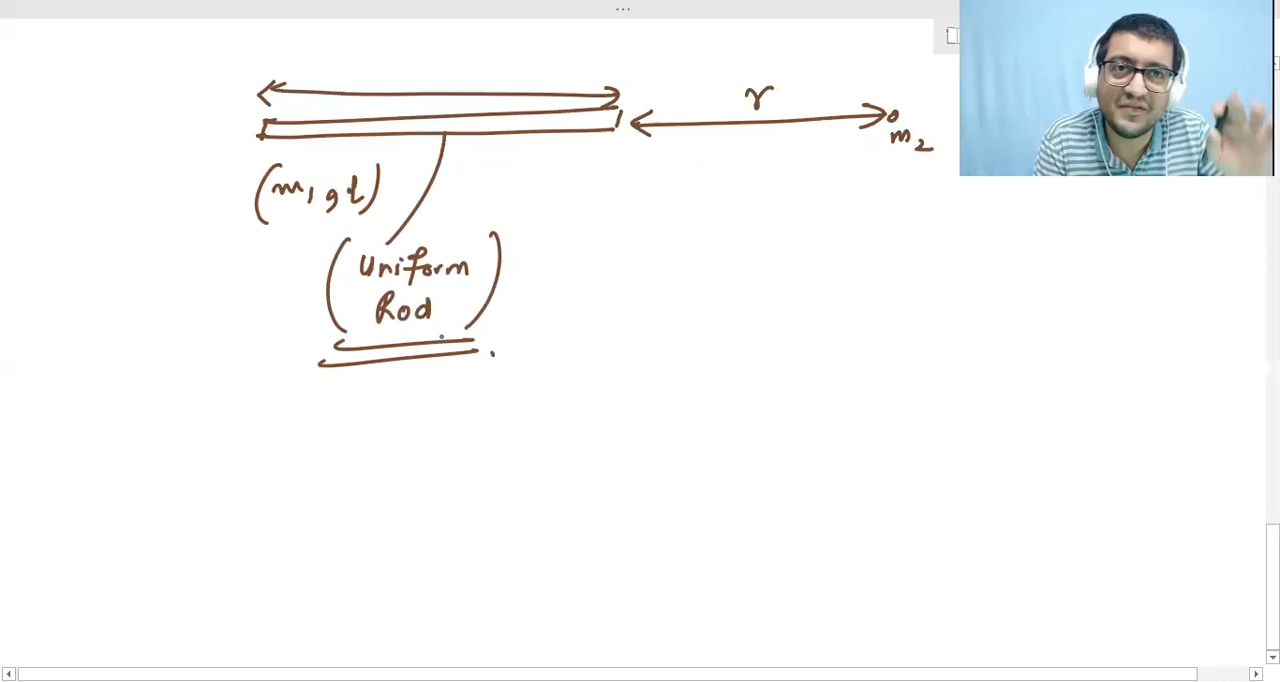 r
m2
(m1, l)
(Uniform
Rod)